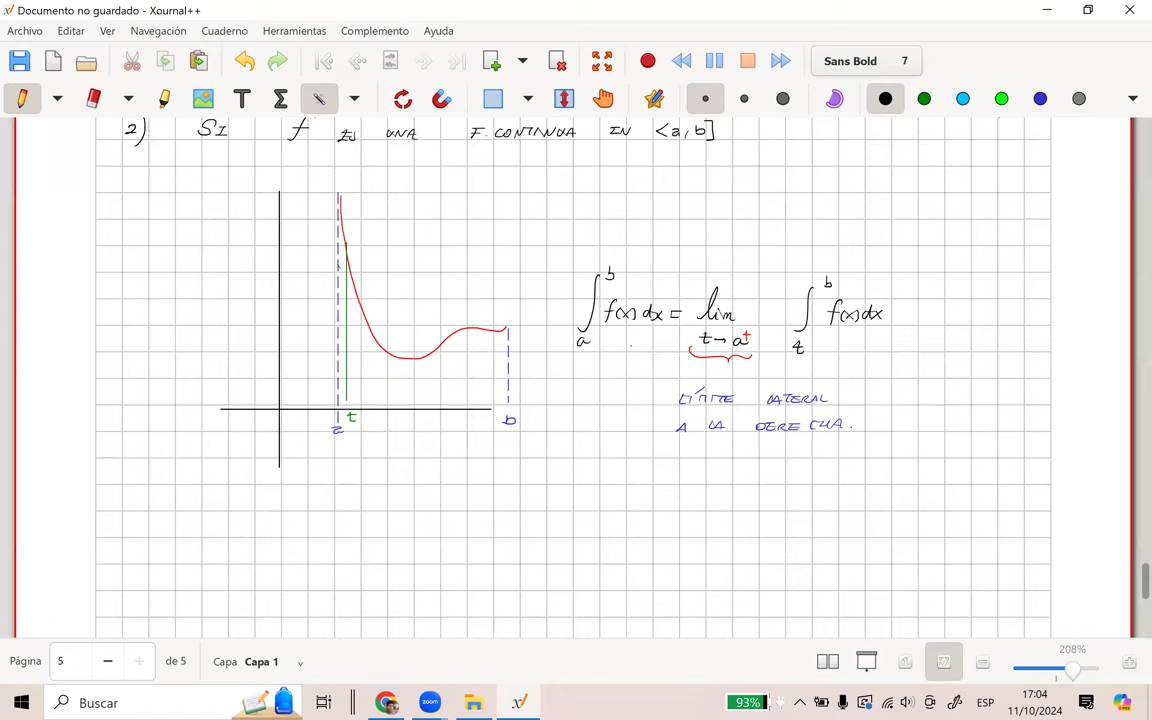 Documento no guardado - Xournal++
Archivo Editar Ver Navegación Cuaderno Herramientas Complemento Ayuda
Sans Bold 7
2) SI f ES UNA F. CONTINUA EN <a, b]
∫ₐᵇ f(x) dx = lim t→a⁺ ∫ₜᵇ f(x) dx
LÍMITE LATERAL
A LA DERECHA.
a t b
Página 5 de 5 Capa Capa 1 208%
Buscar 93% ESP 17:04
11/10/2024
zoom